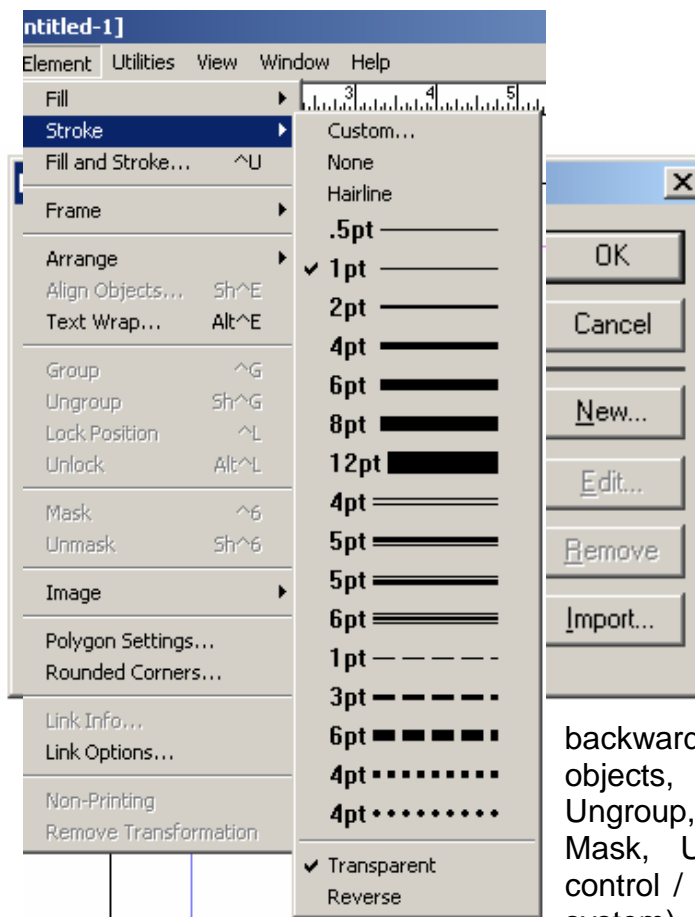 ntitled-1]
Element Utilities View Window Help
3 4 5
Fill
Stroke
Fill and Stroke... ^U
Frame
Arrange
Align Objects... Sh^E
Text Wrap... Alt^E
Group ^G
Ungroup Sh^G
Lock Position ^L
Unlock Alt^L
Mask ^6
Unmask Sh^6
Image
Polygon Settings...
Rounded Corners...
Link Info...
Link Options...
Non-Printing
Remove Transformation
Custom...
None
Hairline
.5pt
1pt
2pt
4pt
6pt
8pt
12pt
4pt
5pt
5pt
6pt
1pt
3pt
6pt
4pt
4pt
Transparent
Reverse
OK
Cancel
New...
Edit...
Remove
Import...
backward
objects,
Ungroup,
Mask, U
control /
system)